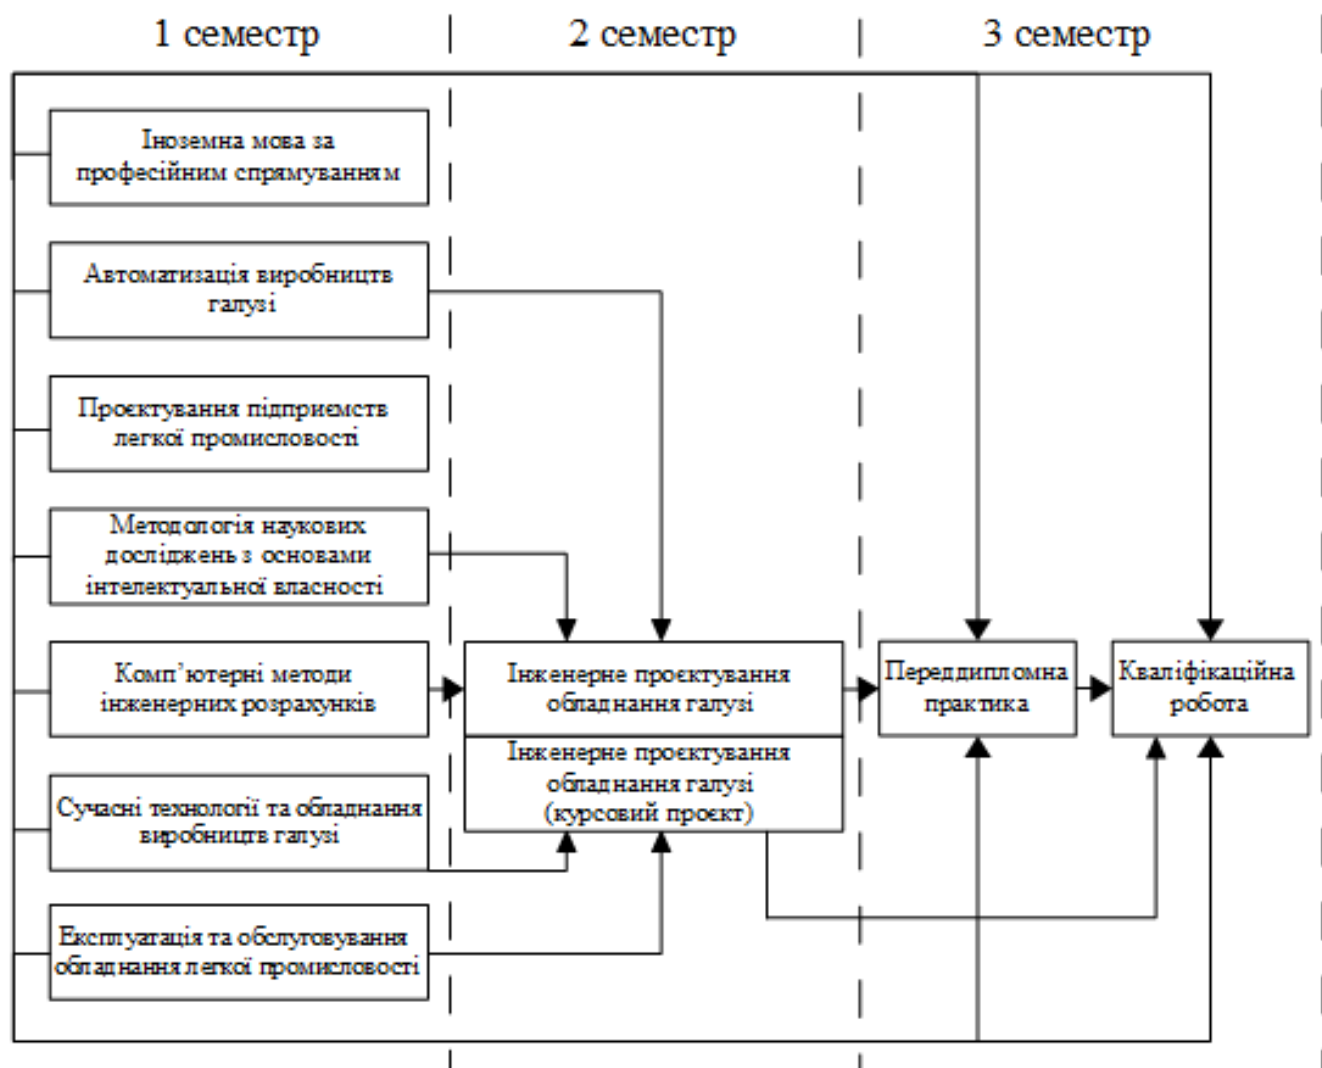 1 семестр
2 семестр
3 семестр
Іноземна мова за
професійним спрямуванням
Автоматизація виробництв
галузі
Проєктування підприємств
легкої промисловості
Методологія наукових
досліджень з основами
інтелектуальної власності
Комп’ютерні методи
інженерних розрахунків
Сучасні технології та обладнання
виробництв галузі
Експлуатація та обслуговування
обладнання легкої промисловості
Інженерне проєктування
обладнання галузі
Інженерне проєктування
обладнання галузі
(курсовий проєкт)
Переддипломна
практика
Кваліфікаційна
робота